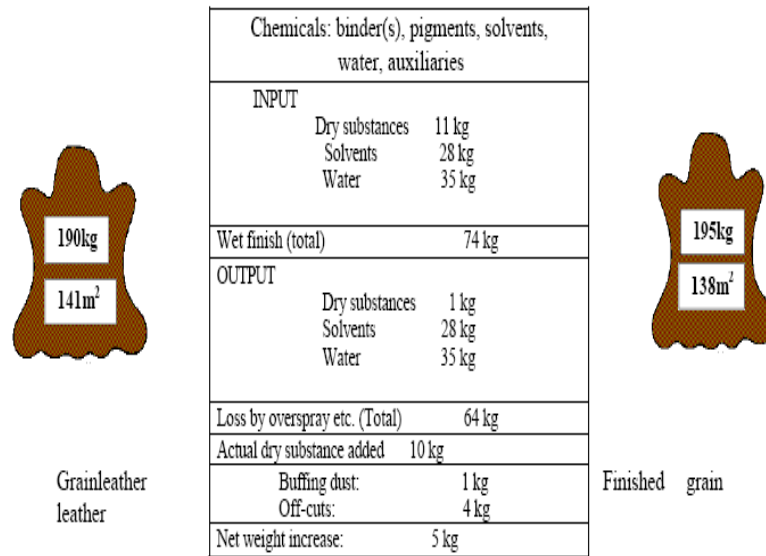 Chemicals: binder(s), pigments, solvents,
water, auxiliaries
INPUT
Dry substances 11 kg
Solvents 28 kg
Water 35 kg
Wet finish (total) 74 kg
OUTPUT
Dry substances 1 kg
Solvents 28 kg
Water 35 kg
Loss by overspray etc. (Total) 64 kg
Actual dry substance added 10 kg
Buffing dust: 1 kg
Off-cuts: 4 kg
Net weight increase: 5 kg
190kg
141m²
Grainleather
leather
195kg
138m²
Finished grain